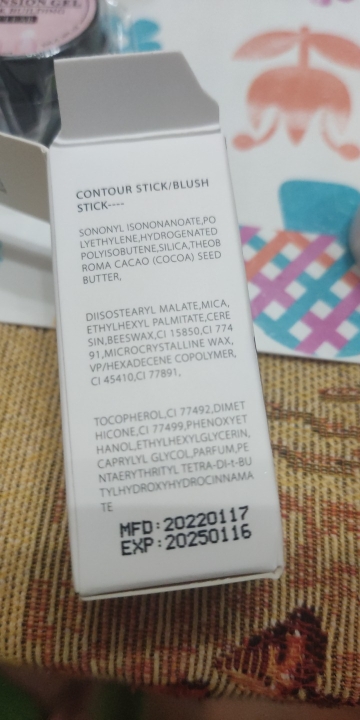 NSION GEL
CONTOUR STICK/BLUSH
STICK----
SONONYL ISONONANOATE,PO
LYETHYLENE,HYDROGENATED
POLYISOBUTENE,SILICA,THEOB
ROMA CACAO (COCOA) SEED
BUTTER,
DIISOSTEARYL MALATE,MICA,
ETHYLHEXYL PALMITATE,CERE
SIN,BEESWAX,CI 15850,CI 774
91,MICROCRYSTALLINE WAX,
VP/HEXADECENE COPOLYMER,
CI 45410,CI 77891,
TOCOPHEROL,CI 77492,DIMET
HICONE,CI 77499,PHENOXYET
HANOL,ETHYLHEXYLGLYCERIN,
CAPRYLYL GLYCOL,PARFUM,PE
NTAERYTHRITYL TETRA-DI-t-BU
TYLHYDROXYHYDROCINNAMA
TE
MFD:20220117
EXP:20250116